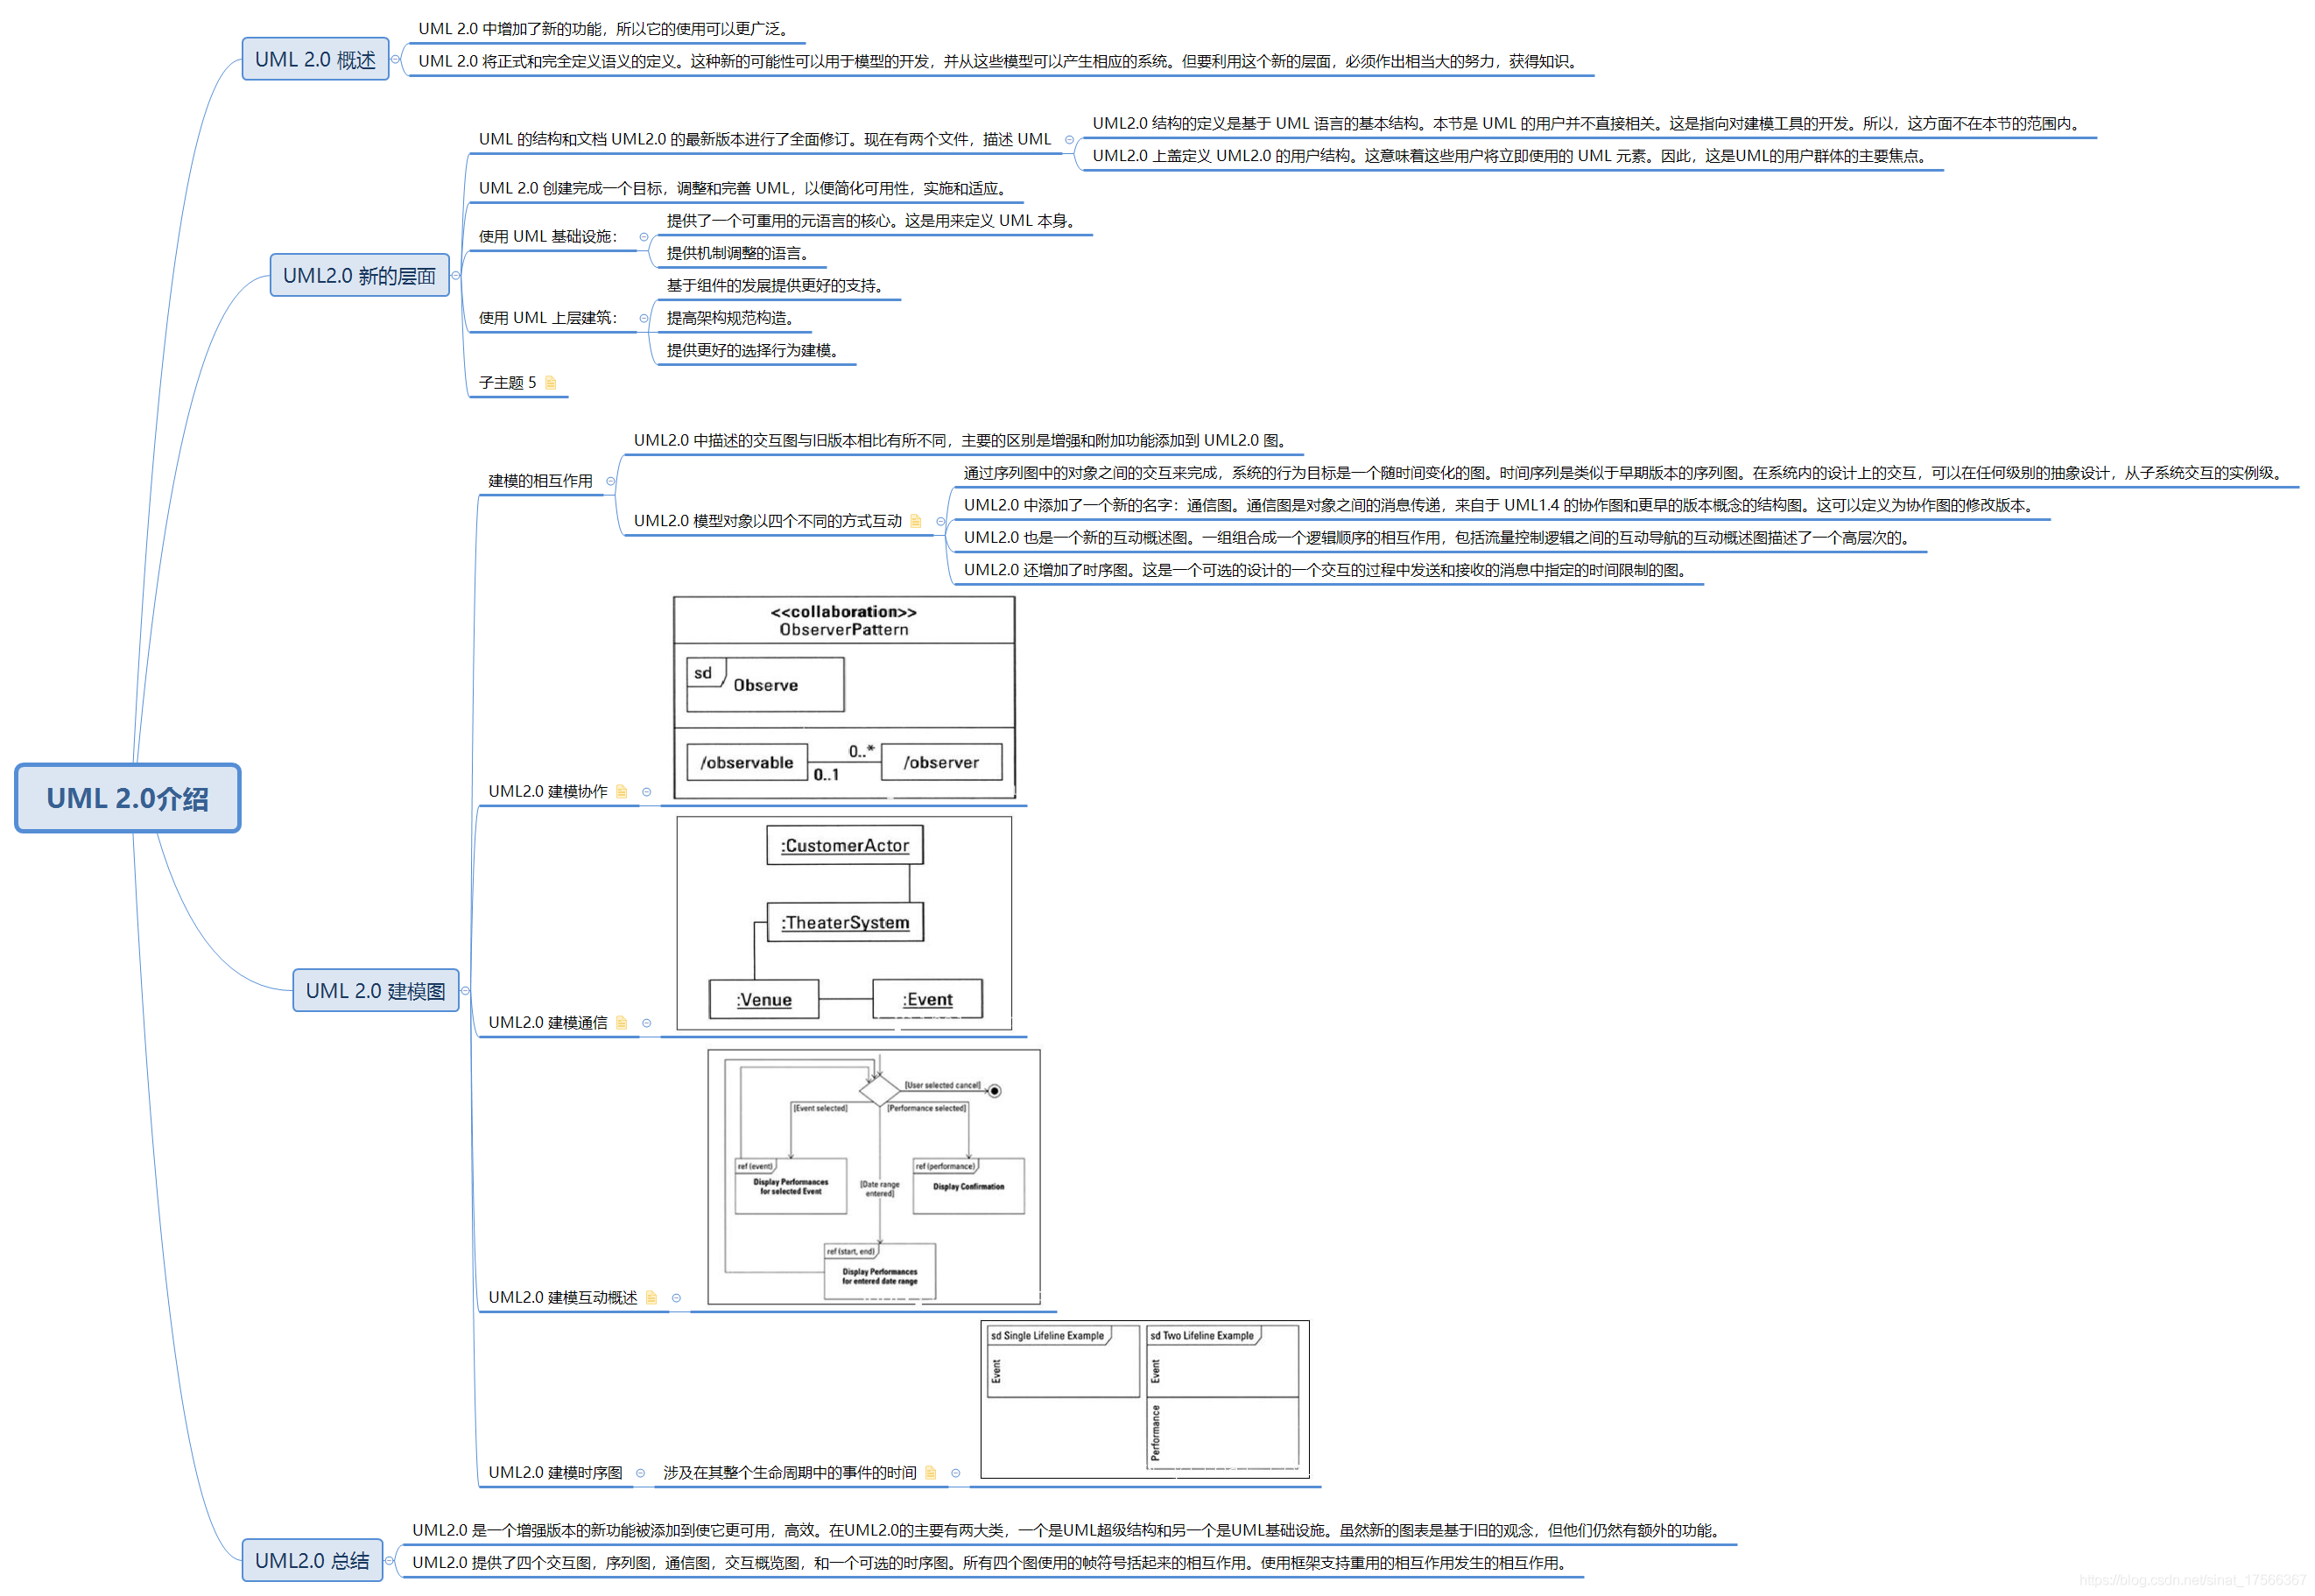 UML 2.0介绍
UML 2.0 概述
UML 2.0 中增加了新的功能，所以它的使用可以更广泛。
UML 2.0 将正式和完全定义语义的定义。这种新的可能性可以用于模型的开发，并从这些模型可以产生相应的系统。但要利用这个新的层面，必须作出相当大的努力，获得知识。
UML2.0 新的层面
UML 的结构和文档 UML2.0 的最新版本进行了全面修订。现在有两个文件，描述 UML
UML2.0 结构的定义是基于 UML 语言的基本结构。本节是 UML 的用户并不直接相关。这是指向对建模工具的开发。所以，这方面不在本节的范围内。
UML2.0 上盖定义 UML2.0 的用户结构。这意味着这些用户将立即使用的 UML 元素。因此，这是UML的用户群体的主要焦点。
UML 2.0 创建完成一个目标，调整和完善 UML，以便简化可用性，实施和适应。
使用 UML 基础设施：
提供了一个可重用的元语言的核心。这是用来定义 UML 本身。
提供机制调整的语言。
使用 UML 上层建筑：
基于组件的发展提供更好的支持。
提高架构规范构造。
提供更好的选择行为建模。
子主题 5
UML 2.0 建模图
建模的相互作用
UML2.0 中描述的交互图与旧版本相比有所不同，主要的区别是增强和附加功能添加到 UML2.0 图。
UML2.0 模型对象以四个不同的方式互动
通过序列图中的对象之间的交互来完成，系统的行为目标是一个随时间变化的图。时间序列是类似于早期版本的序列图。在系统内的设计上的交互，可以在任何级别的抽象设计，从子系统交互的实例级。
UML2.0 中添加了一个新的名字：通信图。通信图是对象之间的消息传递，来自于 UML1.4 的协作图和更早的版本概念的结构图。这可以定义为协作图的修改版本。
UML2.0 也是一个新的互动概述图。一组组合成一个逻辑顺序的相互作用，包括流量控制逻辑之间的互动导航的互动概述图描述了一个高层次的。
UML2.0 还增加了时序图。这是一个可选的设计的一个交互的过程中发送和接收的消息中指定的时间限制的图。
UML2.0 建模协作
<<collaboration>>
ObserverPattern
sd
Observe
/observable
0..*
0..1
/observer
UML2.0 建模通信
:CustomerActor
:TheaterSystem
:Venue
:Event
UML2.0 建模互动概述
[User selected cancel]
[Event selected]
[Performance selected]
ref (event)
Display Performances
for selected Event
[Date range
entered]
ref (performance)
Display Confirmation
ref (start, end)
Display Performances
for entered date range
UML2.0 建模时序图
涉及在其整个生命周期中的事件的时间
sd Single Lifeline Example
Event
sd Two Lifeline Example
Event
Performance
UML2.0 总结
UML2.0 是一个增强版本的新功能被添加到使它更可用，高效。在UML2.0的主要有两大类，一个是UML超级结构和另一个是UML基础设施。虽然新的图表是基于旧的观念，但他们仍然有额外的功能。
UML2.0 提供了四个交互图，序列图，通信图，交互概览图，和一个可选的时序图。所有四个图使用的帧符号括起来的相互作用。使用框架支持重用的相互作用发生的相互作用。
https://blog.csdn.net/sinat_17566367